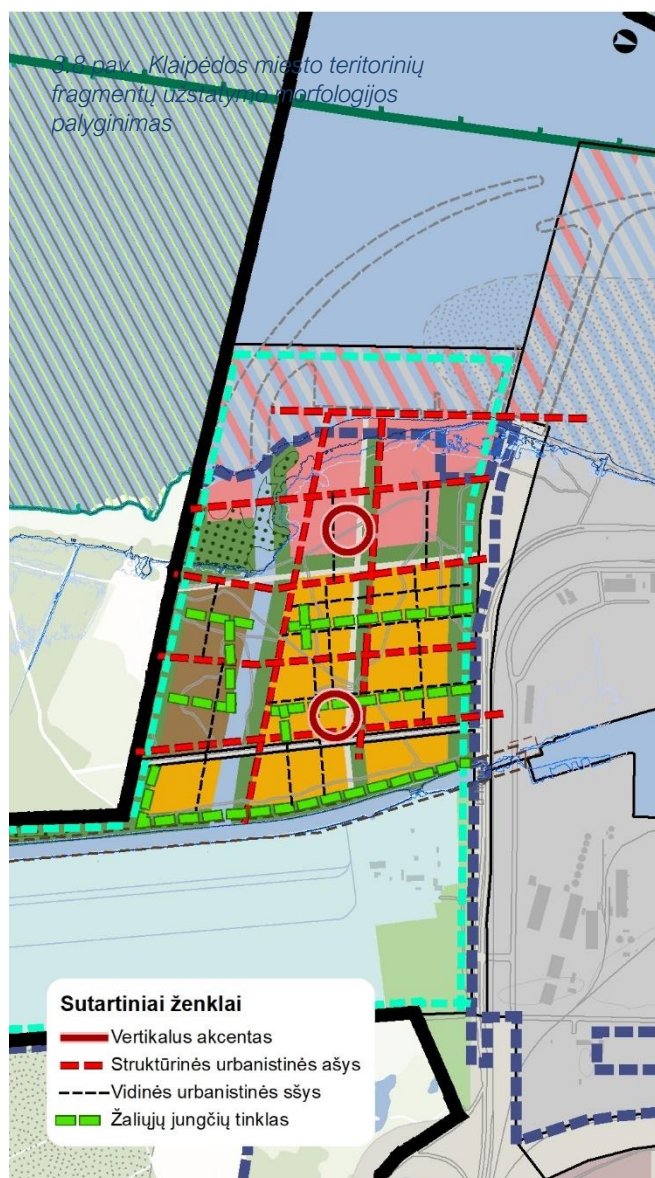 3.8 pav. Klaipėdos miesto teritorinių
fragmentų užstatymo morfologijos
palyginimas
Sutartiniai ženklai
Vertikalus akcentas
Struktūrinės urbanistinės ašys
Vidinės urbanistinės sšys
Žaliųjų jungčių tinklas